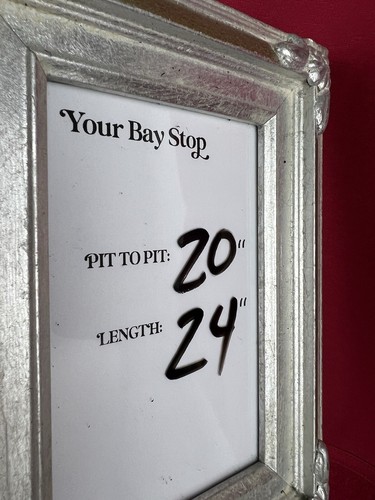 Your Bay Stop
PIT TO PIT: 20"
LENGTH: 24"